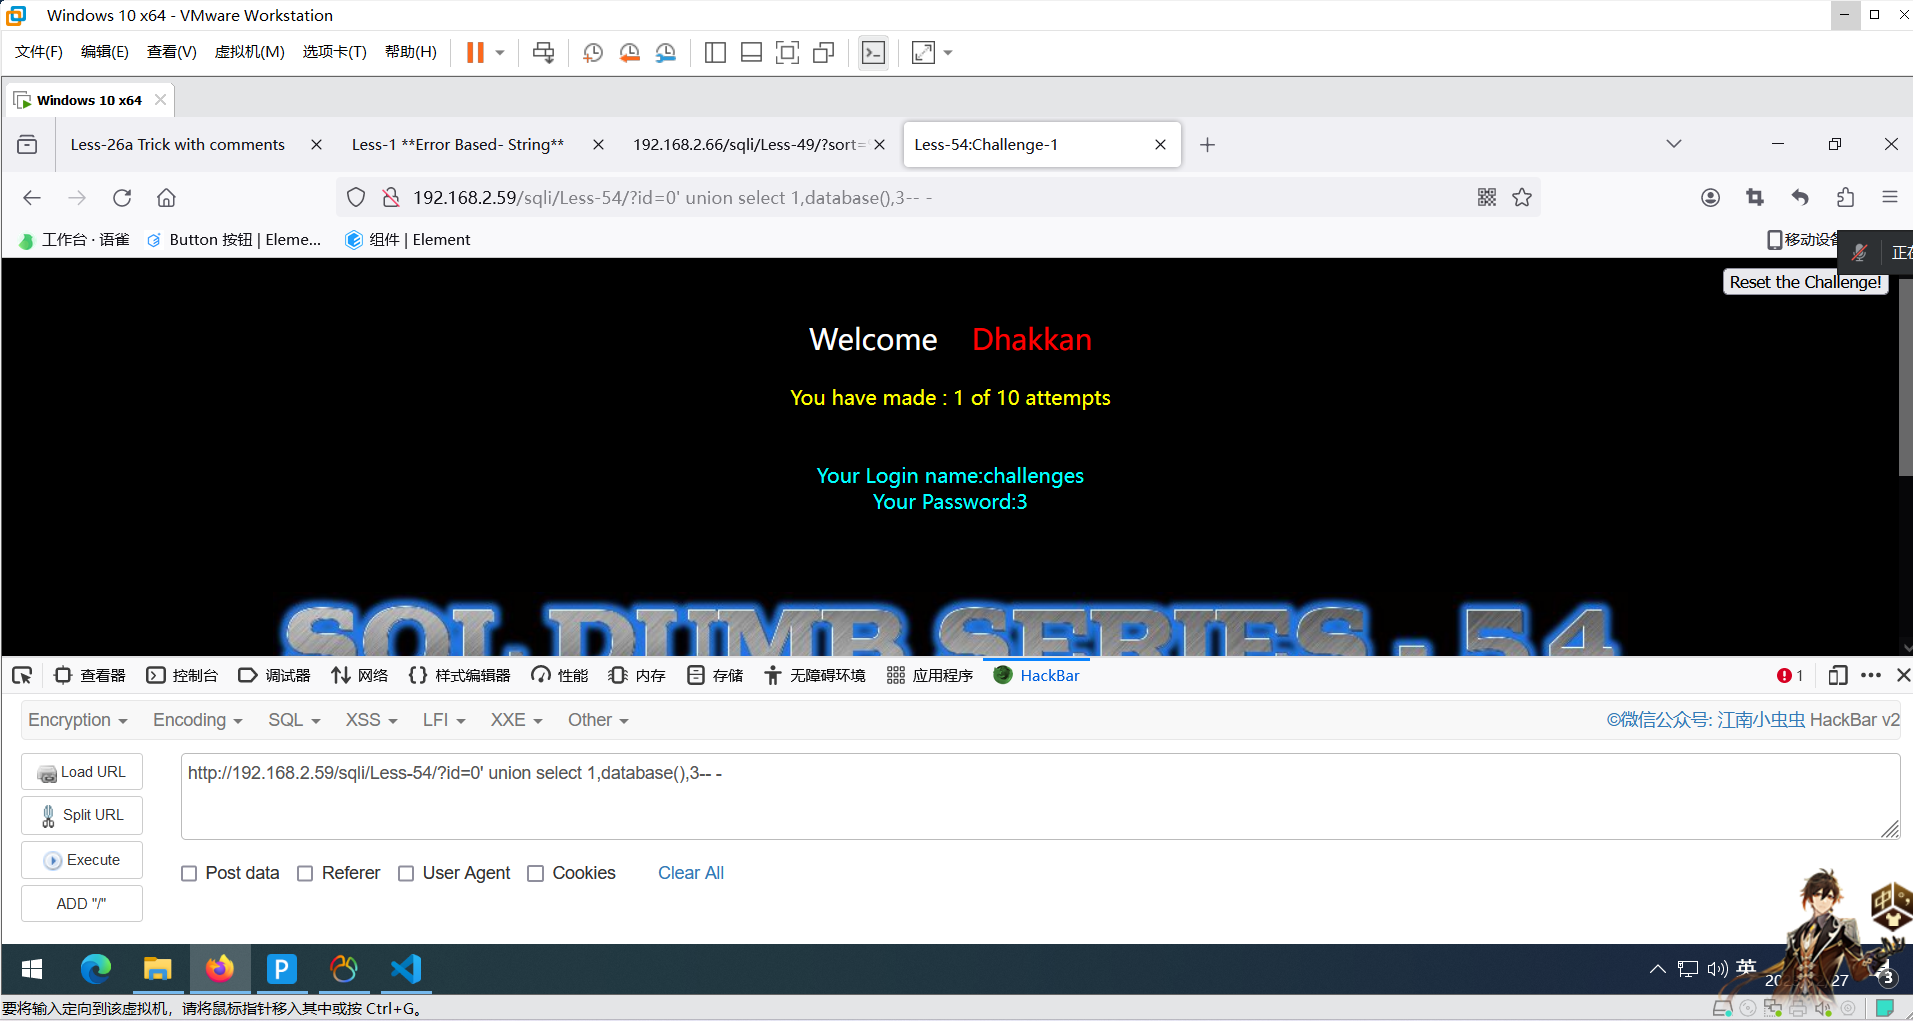 Windows 10 x64 - VMware Workstation
文件(F) 编辑(E) 查看(V) 虚拟机(M) 选项卡(T) 帮助(H)
Windows 10 x64
Less-26a Trick with comments
Less-1 **Error Based- String**
192.168.2.66/sqli/Less-49/?sort=
Less-54:Challenge-1
192.168.2.59/sqli/Less-54/?id=0' union select 1,database(),3-- -
工作台 · 语雀 Button 按钮 | Eleme... 组件 | Element
移动设备
正在
Reset the Challenge!
Welcome Dhakkan
You have made : 1 of 10 attempts
Your Login name:challenges
Your Password:3
SQL DUMB SERIES - 54
查看器 控制台 调试器 网络 样式编辑器 性能 内存 存储 无障碍环境 应用程序 HackBar 1
Encryption Encoding SQL XSS LFI XXE Other
©微信公众号: 江南小虫虫 HackBar v2
Load URL
http://192.168.2.59/sqli/Less-54/?id=0' union select 1,database(),3-- -
Split URL
Execute
Post data Referer User Agent Cookies Clear All
ADD "/"
中
英
27
3
要将输入定向到该虚拟机，请将鼠标指针移入其中或按 Ctrl+G。